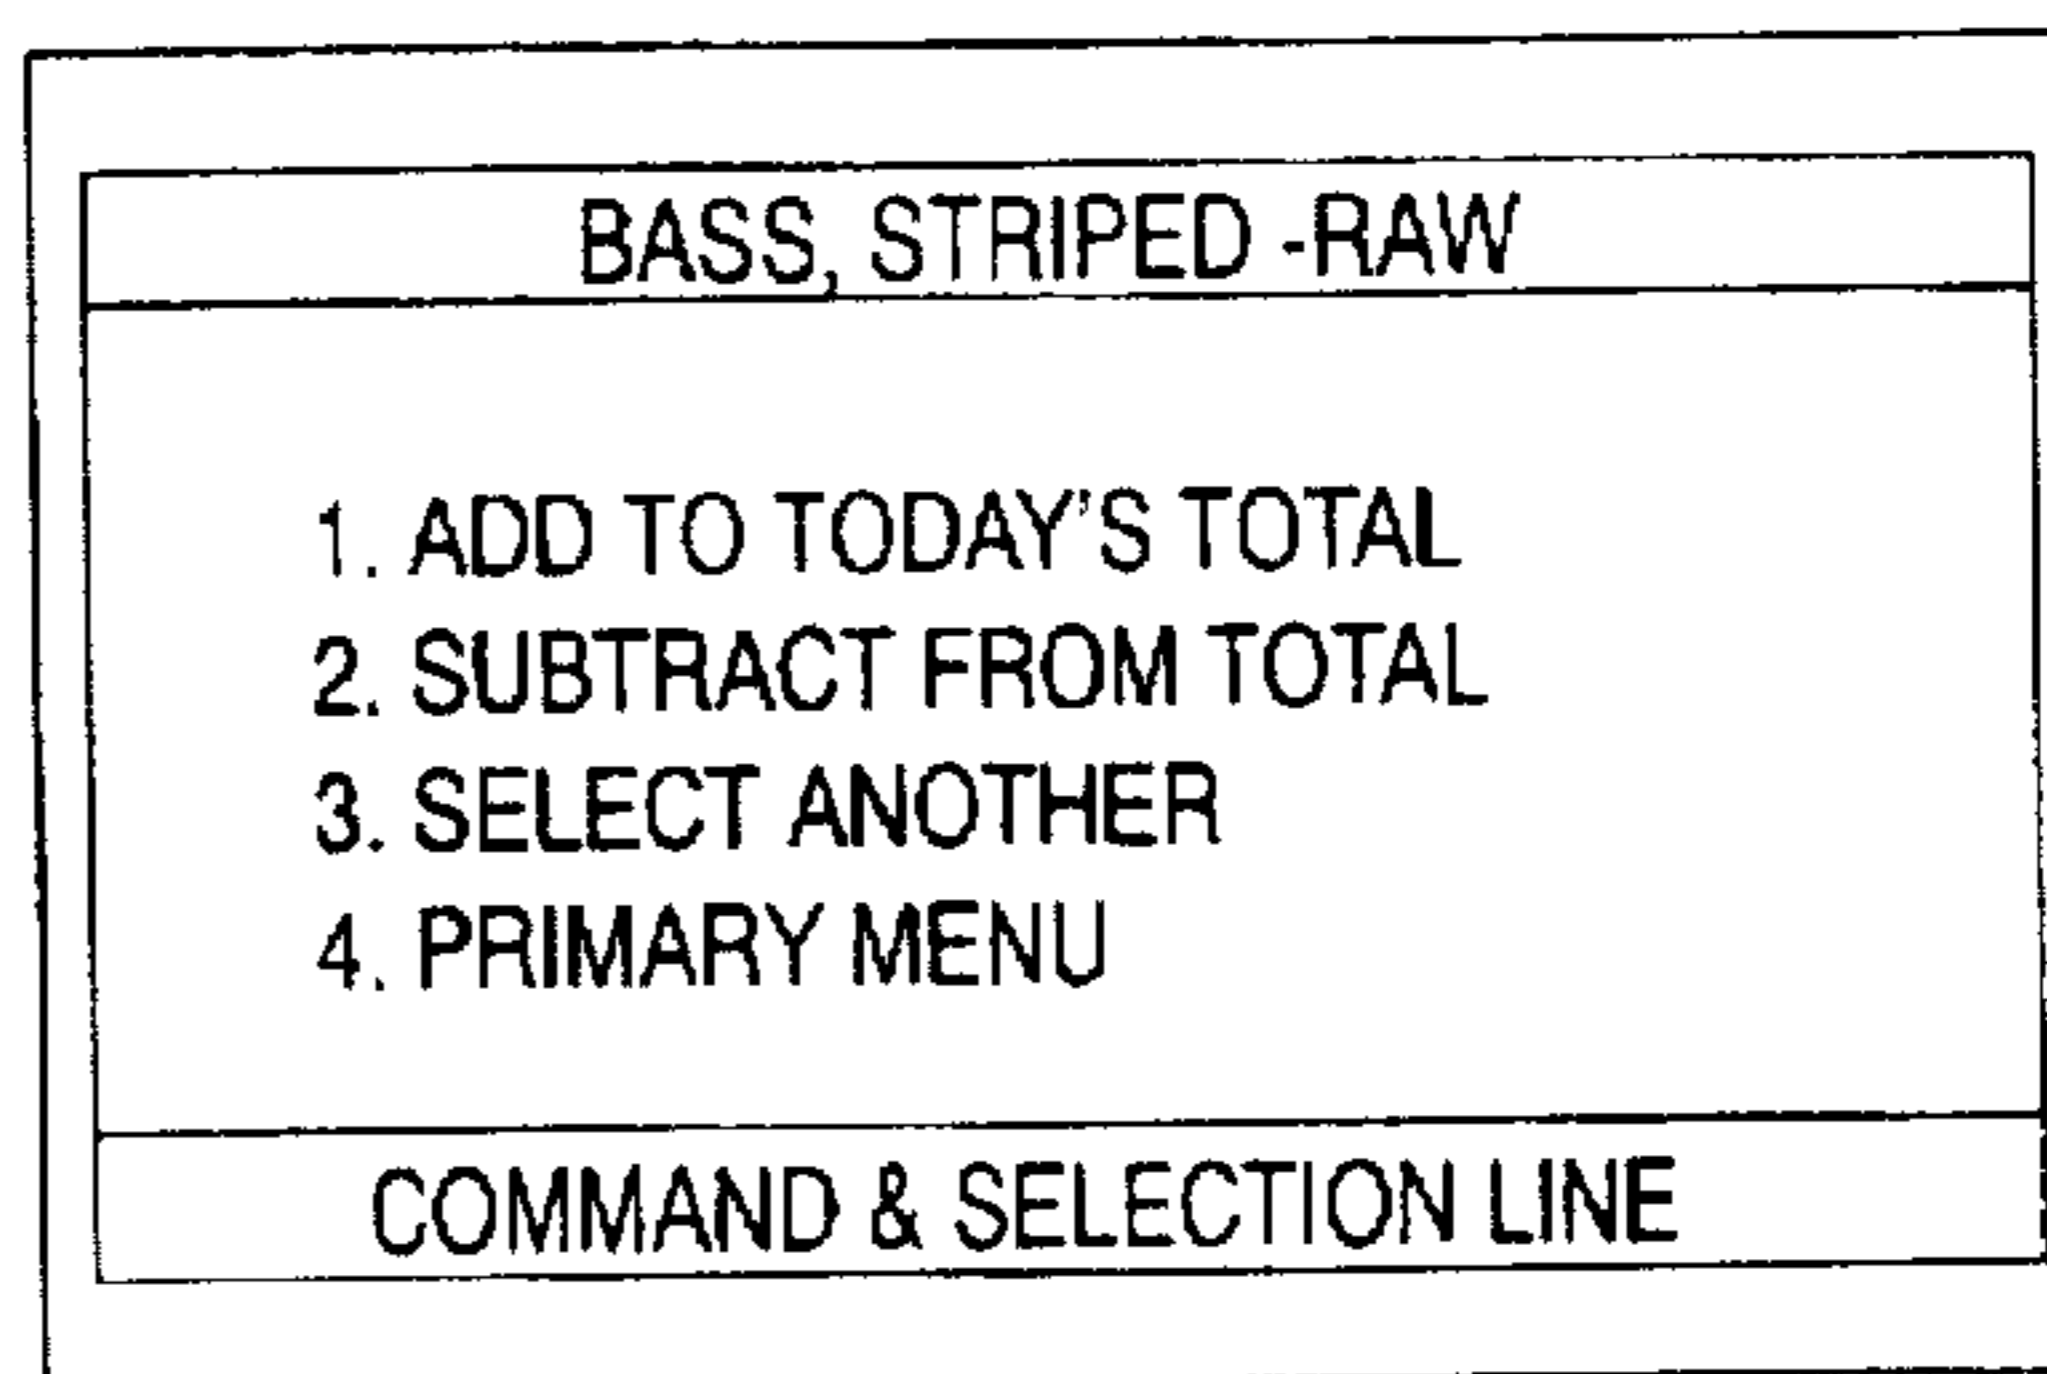 BASS, STRIPED -RAW
1. ADD TO TODAY'S TOTAL
2. SUBTRACT FROM TOTAL
3. SELECT ANOTHER
4. PRIMARY MENU
COMMAND & SELECTION LINE